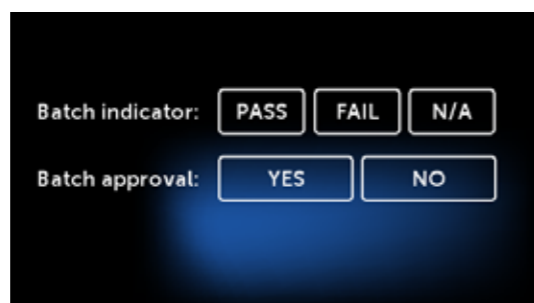 Batch indicator: PASS FAIL N/A
Batch approval: YES NO